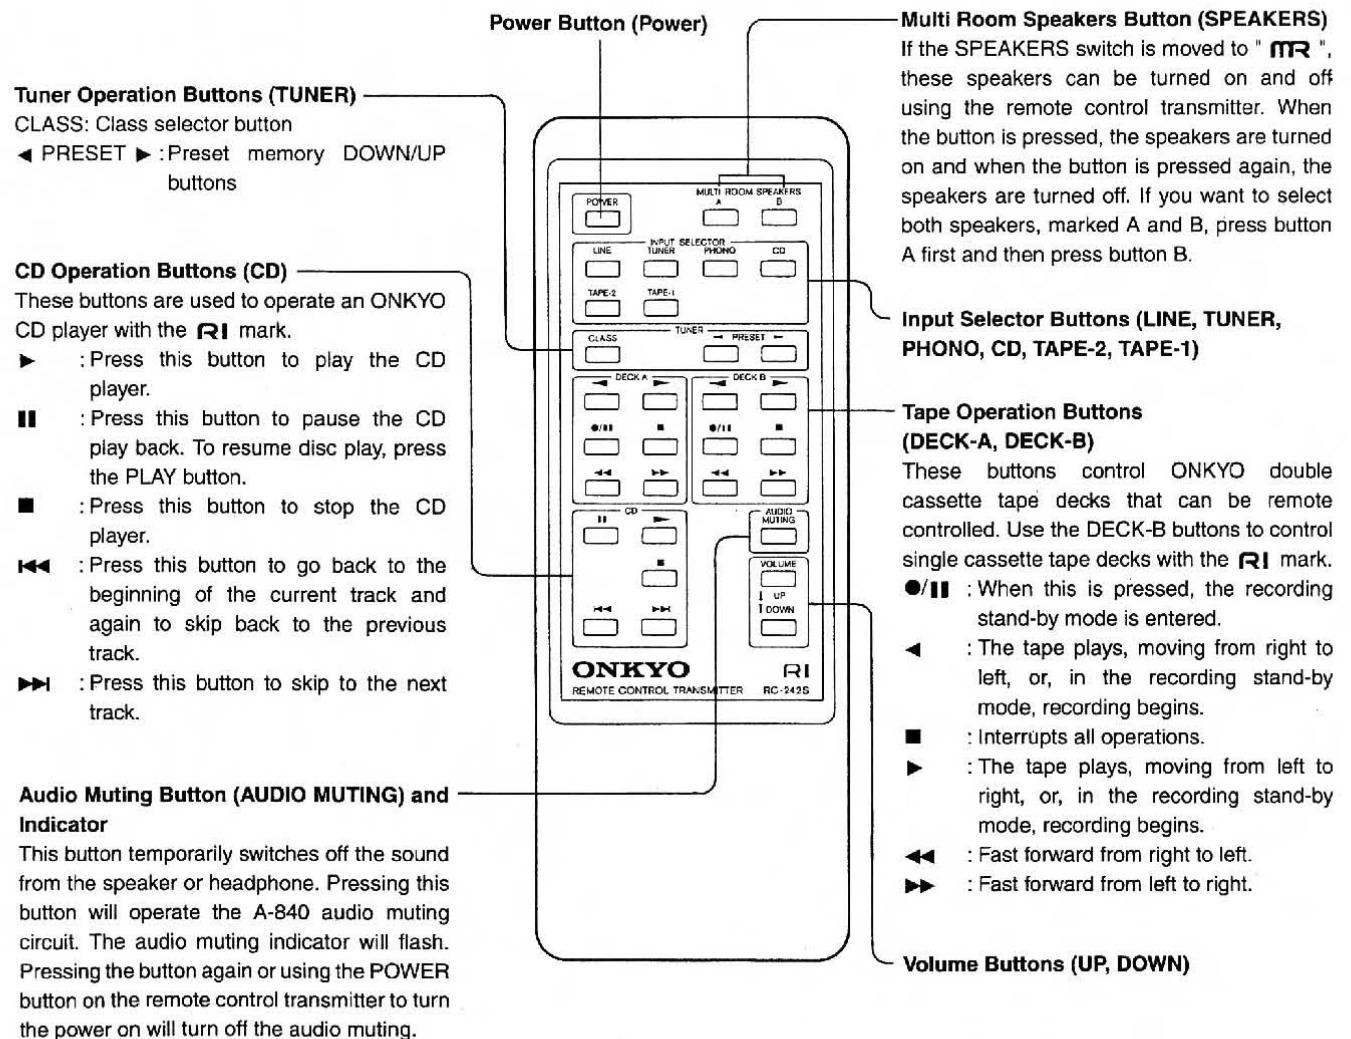 Power Button (Power)
Tuner Operation Buttons (TUNER)
CLASS: Class selector button
◄ PRESET ► : Preset memory DOWN/UP
buttons
CD Operation Buttons (CD)
These buttons are used to operate an ONKYO
CD player with the RI mark.
► : Press this button to play the CD
player.
▮▮ : Press this button to pause the CD
play back. To resume disc play, press
the PLAY button.
■ : Press this button to stop the CD
player.
I◄◄ : Press this button to go back to the
beginning of the current track and
again to skip back to the previous
track.
►►I : Press this button to skip to the next
track.
Audio Muting Button (AUDIO MUTING) and
Indicator
This button temporarily switches off the sound
from the speaker or headphone. Pressing this
button will operate the A-840 audio muting
circuit. The audio muting indicator will flash.
Pressing the button again or using the POWER
button on the remote control transmitter to turn
the power on will turn off the audio muting.
POWER
MULTI ROOM SPEAKERS
A B
INPUT SELECTOR
LINE TUNER PHONO CD
TAPE-2 TAPE-1
TUNER
CLASS ◄ PRESET ►
◄ DECK A ► ◄ DECK B ►
●/▮▮ ■ ●/▮▮ ■
◄◄ ►► ◄◄ ►►
▮▮ CD ►
■
I◄◄ ►►I
AUDIO
MUTING
VOLUME
UP
DOWN
ONKYO RI
REMOTE CONTROL TRANSMITTER RC-242S
Multi Room Speakers Button (SPEAKERS)
If the SPEAKERS switch is moved to " MR ",
these speakers can be turned on and off
using the remote control transmitter. When
the button is pressed, the speakers are turned
on and when the button is pressed again, the
speakers are turned off. If you want to select
both speakers, marked A and B, press button
A first and then press button B.
Input Selector Buttons (LINE, TUNER,
PHONO, CD, TAPE-2, TAPE-1)
Tape Operation Buttons
(DECK-A, DECK-B)
These buttons control ONKYO double
cassette tape decks that can be remote
controlled. Use the DECK-B buttons to control
single cassette tape decks with the RI mark.
●/▮▮ : When this is pressed, the recording
stand-by mode is entered.
◄ : The tape plays, moving from right to
left, or, in the recording stand-by
mode, recording begins.
■ : Interrupts all operations.
► : The tape plays, moving from left to
right, or, in the recording stand-by
mode, recording begins.
◄◄ : Fast forward from right to left.
►► : Fast forward from left to right.
Volume Buttons (UP, DOWN)